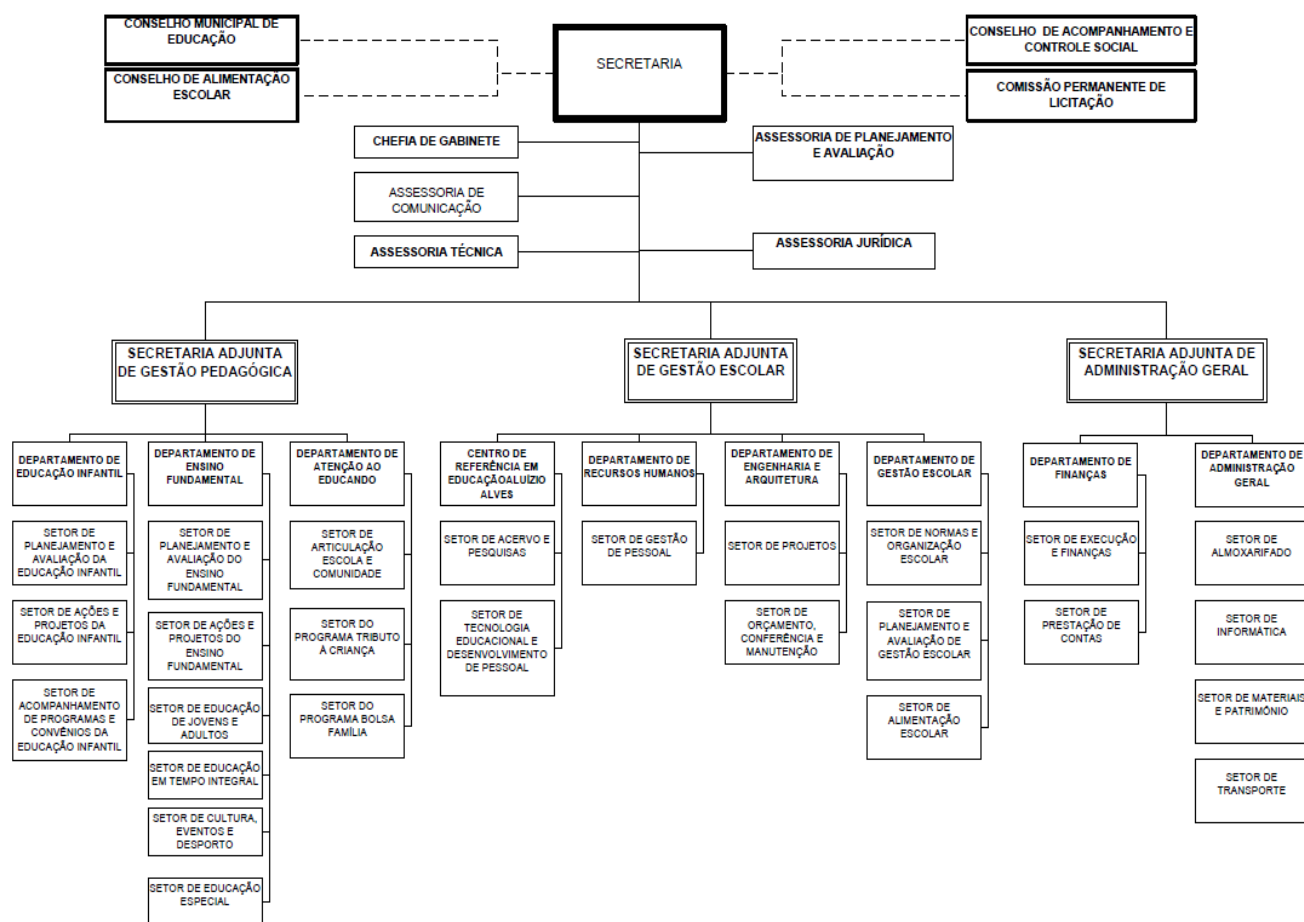 CONSELHO MUNICIPAL DE
EDUCAÇÃO
CONSELHO DE ALIMENTAÇÃO
ESCOLAR
SECRETARIA
CONSELHO DE ACOMPANHAMENTO E
CONTROLE SOCIAL
COMISSÃO PERMANENTE DE
LICITAÇÃO
CHEFIA DE GABINETE
ASSESSORIA DE PLANEJAMENTO
E AVALIAÇÃO
ASSESSORIA DE
COMUNICAÇÃO
ASSESSORIA TÉCNICA
ASSESSORIA JURÍDICA
SECRETARIA ADJUNTA
DE GESTÃO PEDAGÓGICA
SECRETARIA ADJUNTA
DE GESTÃO ESCOLAR
SECRETARIA ADJUNTA DE
ADMINISTRAÇÃO GERAL
DEPARTAMENTO DE
EDUCAÇÃO INFANTIL
SETOR DE
PLANEJAMENTO E
AVALIAÇÃO DA
EDUCAÇÃO INFANTIL
SETOR DE AÇÕES E
PROJETOS DA
EDUCAÇÃO INFANTIL
SETOR DE
ACOMPANHAMENTO
DE PROGRAMAS E
CONVÊNIOS DA
EDUCAÇÃO INFANTIL
DEPARTAMENTO DE
ENSINO
FUNDAMENTAL
SETOR DE
PLANEJAMENTO E
AVALIAÇÃO DO
ENSINO
FUNDAMENTAL
SETOR DE AÇÕES E
PROJETOS DO
ENSINO
FUNDAMENTAL
SETOR DE EDUCAÇÃO
DE JOVENS E
ADULTOS
SETOR DE EDUCAÇÃO
EM TEMPO INTEGRAL
SETOR DE CULTURA,
EVENTOS E
DESPORTO
SETOR DE EDUCAÇÃO
ESPECIAL
DEPARTAMENTO DE
ATENÇÃO AO
EDUCANDO
SETOR DE
ARTICULAÇÃO
ESCOLA E
COMUNIDADE
SETOR DO
PROGRAMA TRIBUTO
À CRIANÇA
SETOR DO
PROGRAMA BOLSA
FAMÍLIA
CENTRO DE
REFERÊNCIA EM
EDUCAÇÃOALUÍZIO
ALVES
SETOR DE ACERVO E
PESQUISAS
SETOR DE
TECNOLOGIA
EDUCACIONAL E
DESENVOLVIMENTO
DE PESSOAL
DEPARTAMENTO DE
RECURSOS HUMANOS
SETOR DE GESTÃO
DE PESSOAL
DEPARTAMENTO DE
ENGENHARIA E
ARQUITETURA
SETOR DE PROJETOS
SETOR DE
ORÇAMENTO,
CONFERÊNCIA E
MANUTENÇÃO
DEPARTAMENTO DE
GESTÃO ESCOLAR
SETOR DE NORMAS E
ORGANIZAÇÃO
ESCOLAR
SETOR DE
PLANEJAMENTO E
AVALIAÇÃO DE
GESTÃO ESCOLAR
SETOR DE
ALIMENTAÇÃO
ESCOLAR
DEPARTAMENTO DE
FINANÇAS
SETOR DE EXECUÇÃO
E FINANÇAS
SETOR DE
PRESTAÇÃO DE
CONTAS
DEPARTAMENTO DE
ADMINISTRAÇÃO
GERAL
SETOR DE
ALMOXARIFADO
SETOR DE
INFORMÁTICA
SETOR DE MATERIAIS
E PATRIMÔNIO
SETOR DE
TRANSPORTE